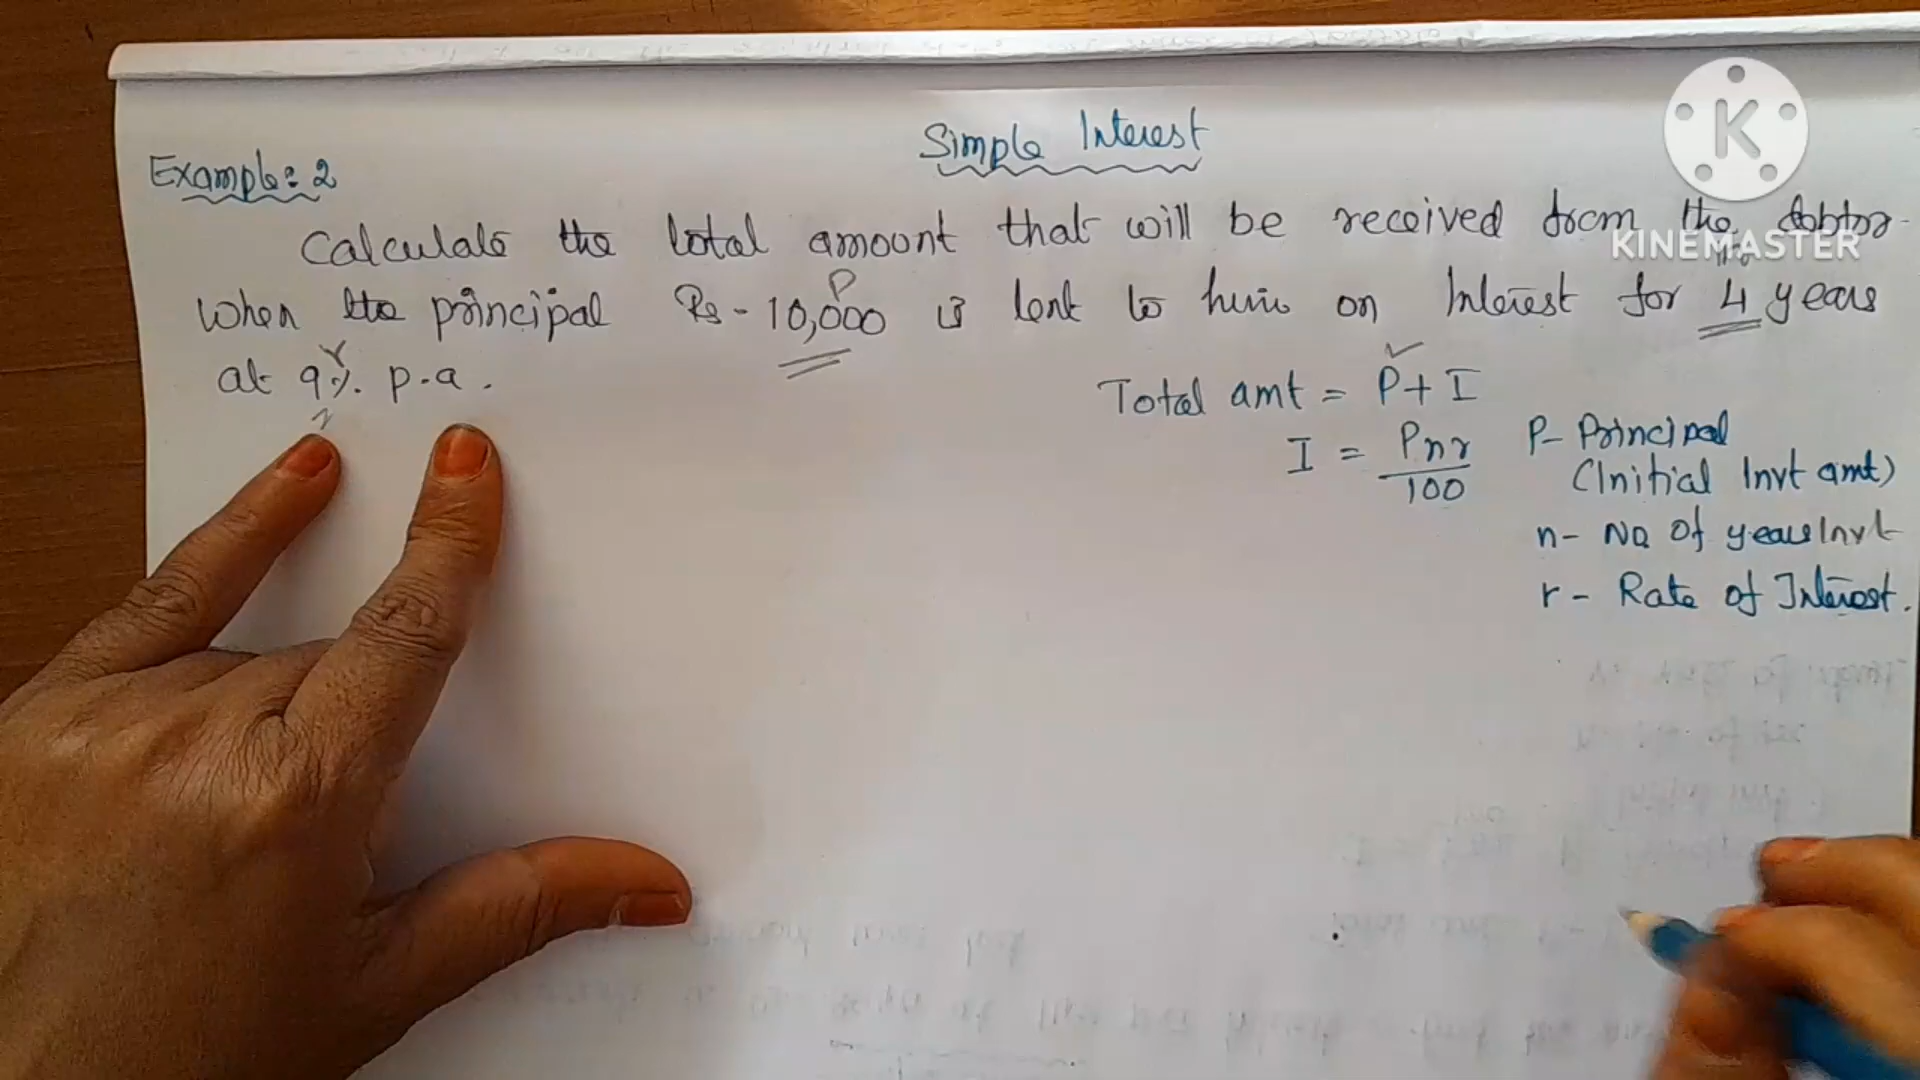 Simple Interest
Example: 2
Calculate the total amount that will be received from the debtor
when the principal Rs - 10,000 is lent to him on Interest for 4 years
at 9% p.a.
P
r
Total amt = P + I
I = Pnr
100
P - Principal
(Initial Invt amt)
n - No of years Invt
r - Rate of Interest.
K
KINEMASTER